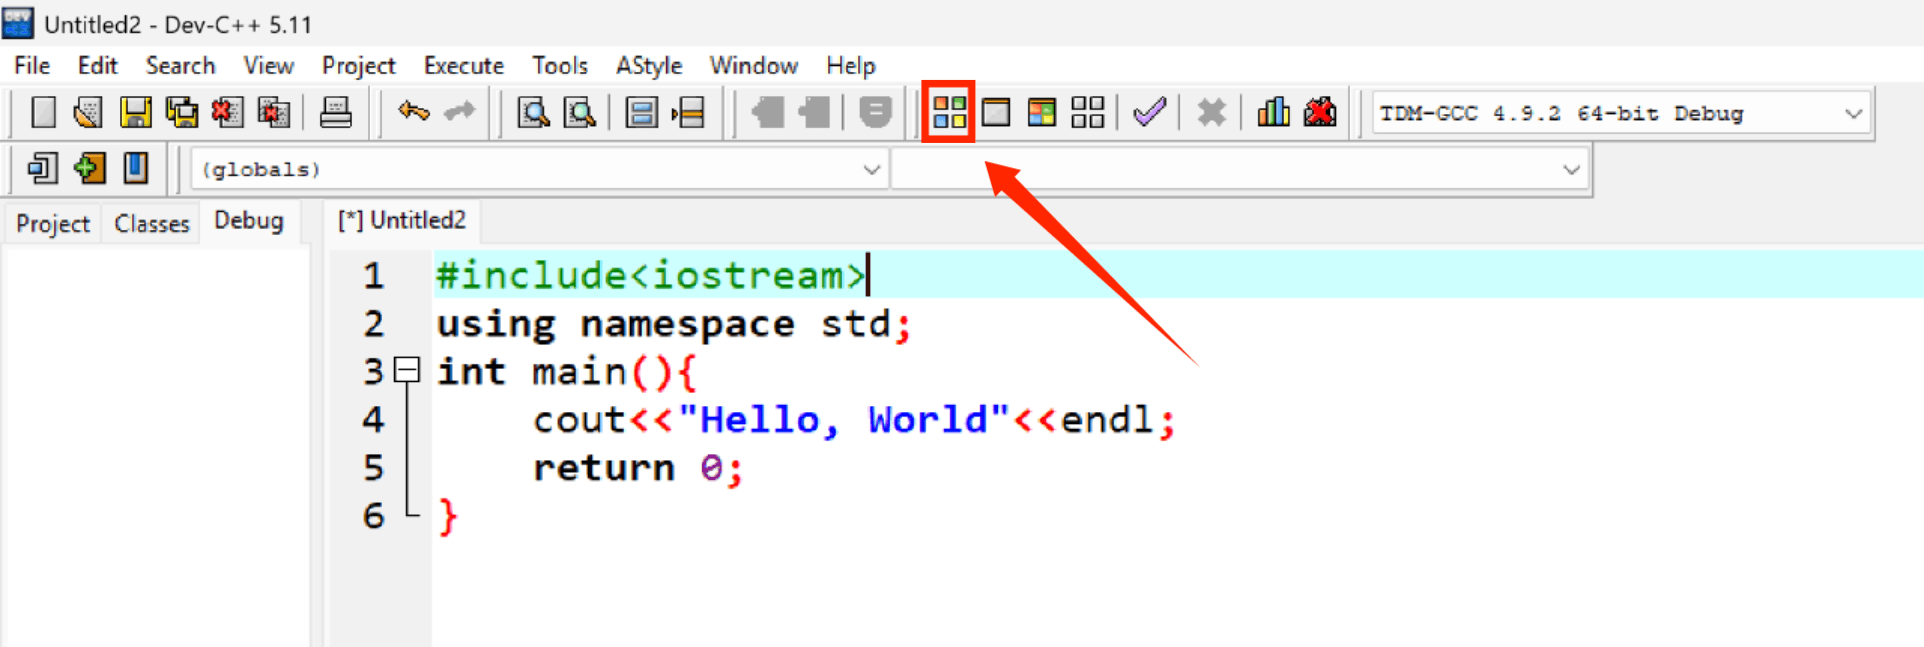 Untitled2 - Dev-C++ 5.11
File Edit Search View Project Execute Tools AStyle Window Help
TDM-GCC 4.9.2 64-bit Debug
(globals)
Project Classes Debug [*] Untitled2
1 #include<iostream>
2 using namespace std;
3 int main(){
4 cout<<"Hello, World"<<endl;
5 return 0;
6 }